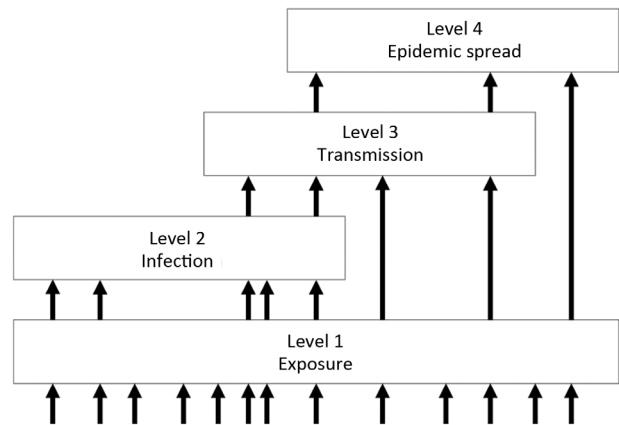 Level 4
Epidemic spread
Level 3
Transmission
Level 2
Infection
Level 1
Exposure